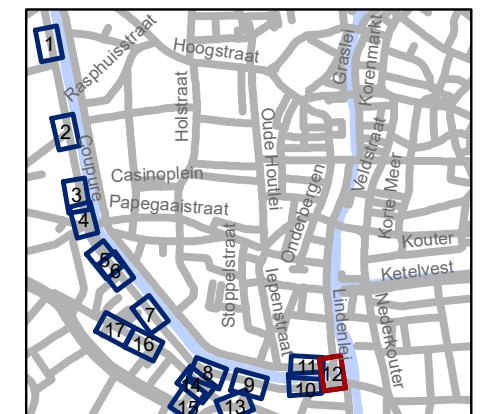 1
Rasphuisstraat
Hoogstraat
Graslei
Korenmarkt
2
Coupure
Holstraat
Oude Houtlei
Veldstraat
Casinoplein
Papegaaistraat
Onderbergen
Korte Meer
3
4
Kouter
Ketelvest
5
6
Stoppelstraat
Iepenstraat
Lindenlei
Nederkouter
7
17
16
8
14
9
11
10
12
15
13